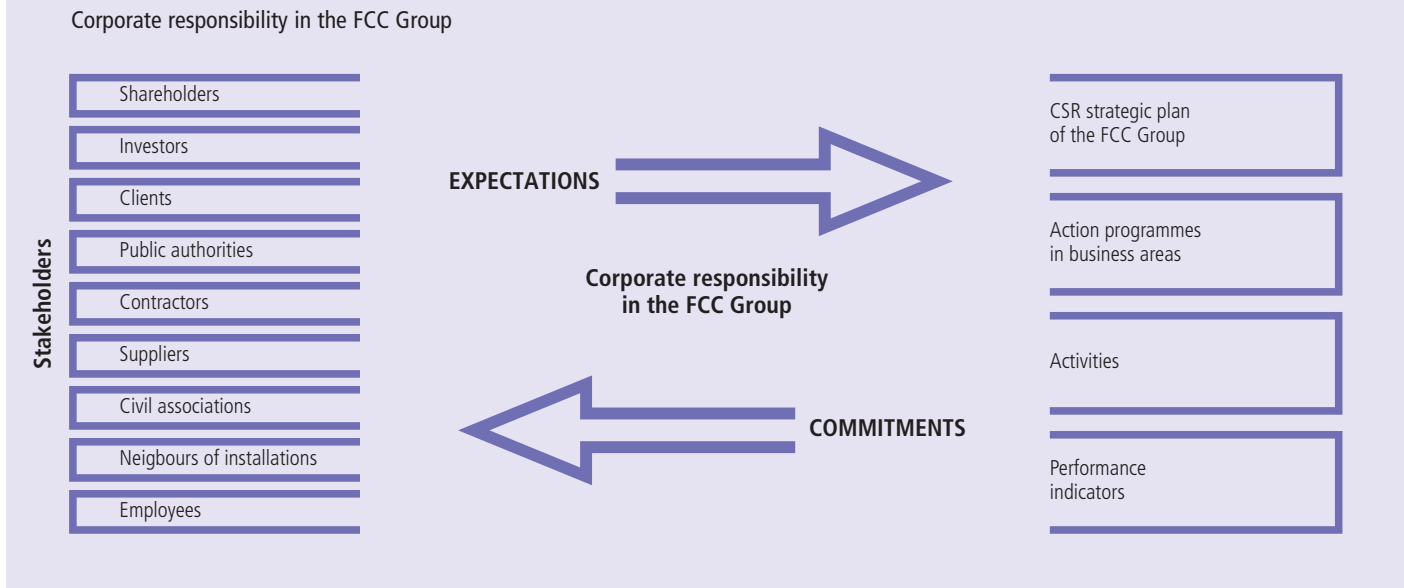 Corporate responsibility in the FCC Group
Stakeholders
Shareholders
Investors
Clients
Public authorities
Contractors
Suppliers
Civil associations
Neigbours of installations
Employees
EXPECTATIONS
Corporate responsibility
in the FCC Group
COMMITMENTS
CSR strategic plan
of the FCC Group
Action programmes
in business areas
Activities
Performance
indicators